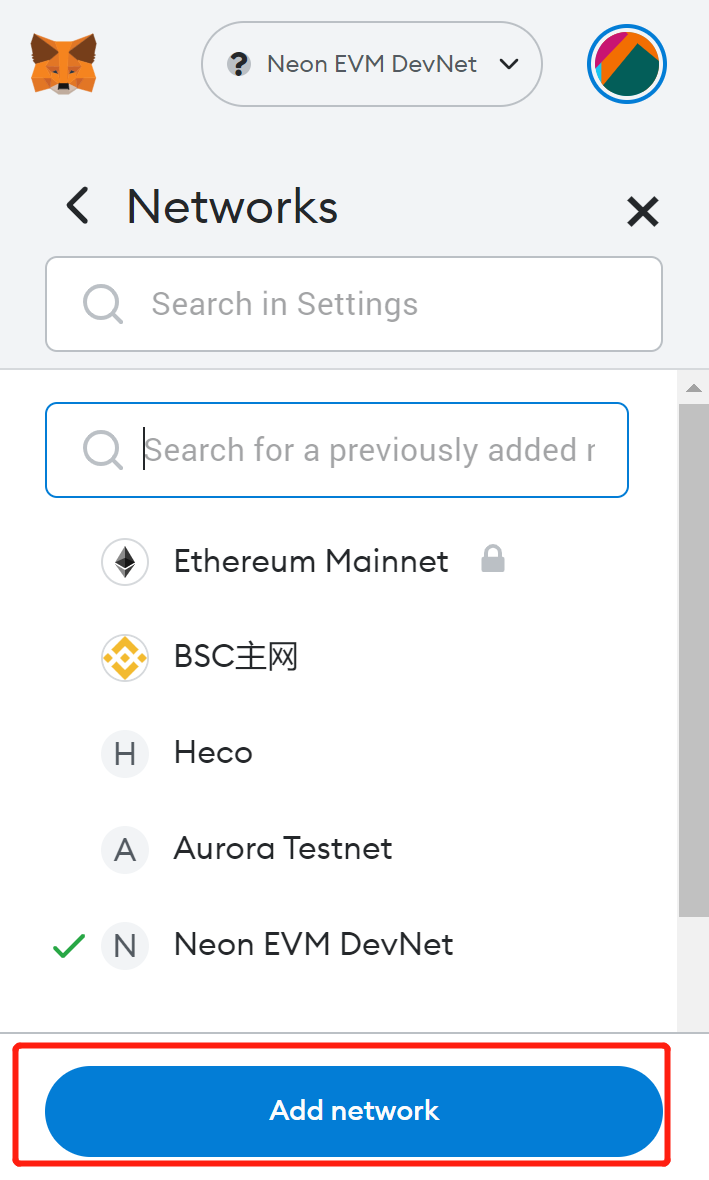 Neon EVM DevNet
Networks
Search in Settings
Search for a previously added r
Ethereum Mainnet
BSC主网
H Heco
A Aurora Testnet
N Neon EVM DevNet
Add network